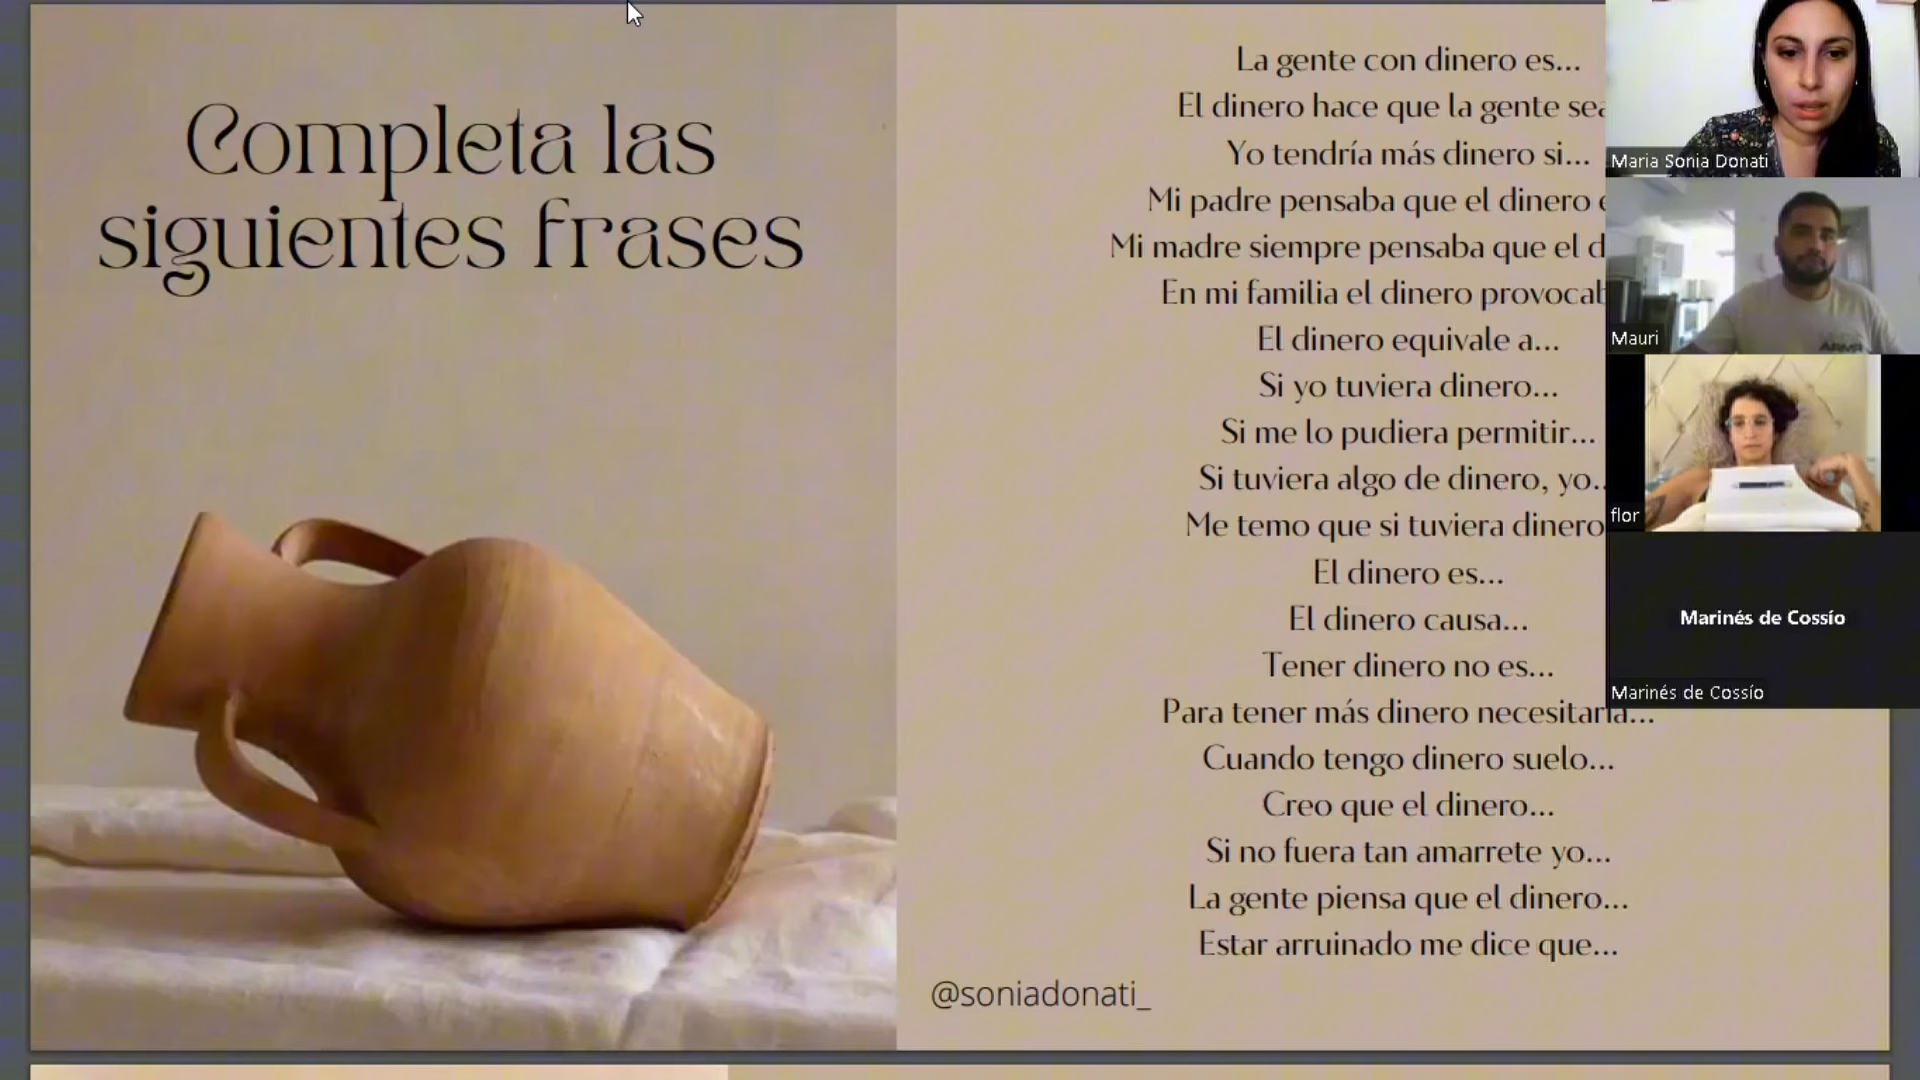 Completa las
siguientes frases
La gente con dinero es...
El dinero hace que la gente sea
Yo tendría más dinero si...
Mi padre pensaba que el dinero
Mi madre siempre pensaba que el
En mi familia el dinero
El dinero equivale a...
Si yo tuviera dinero...
Si me lo pudiera permitir...
Si tuviera algo de dinero, yo..
Me temo que si tuviera dinero
El dinero es...
El dinero causa...
Tener dinero no es...
Para tener más dinero necesitaría...
Cuando tengo dinero suelo...
Creo que el dinero...
Si no fuera tan amarrete yo...
La gente piensa que el dinero...
Estar arruinado me dice que...
@soniadonati_
Maria Sonia Donati
Mauri
flor
Marinés de Cossío
Marinés de Cossío